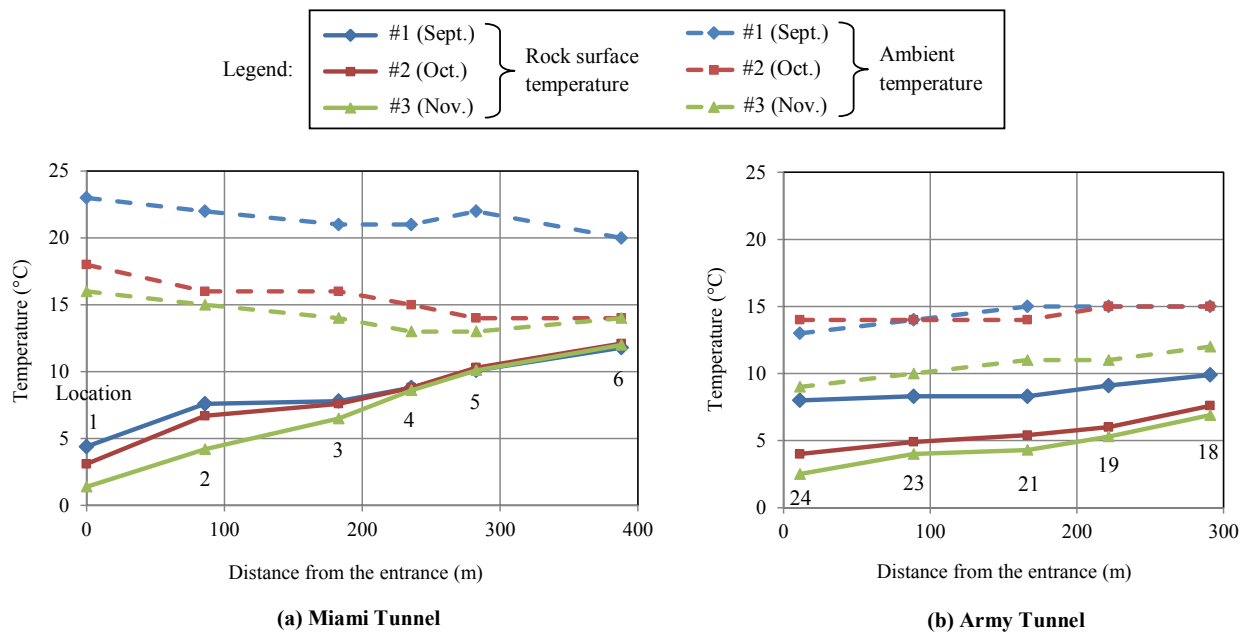 Legend:
#1 (Sept.)
#2 (Oct.)
#3 (Nov.)
Rock surface
temperature
#1 (Sept.)
#2 (Oct.)
#3 (Nov.)
Ambient
temperature
Temperature (°C)
25
20
15
10
5
0
Location
1
2
3
4
5
6
0
100
200
300
400
Distance from the entrance (m)
(a) Miami Tunnel
Temperature (°C)
25
20
15
10
5
0
24
23
21
19
18
0
100
200
300
Distance from the entrance (m)
(b) Army Tunnel